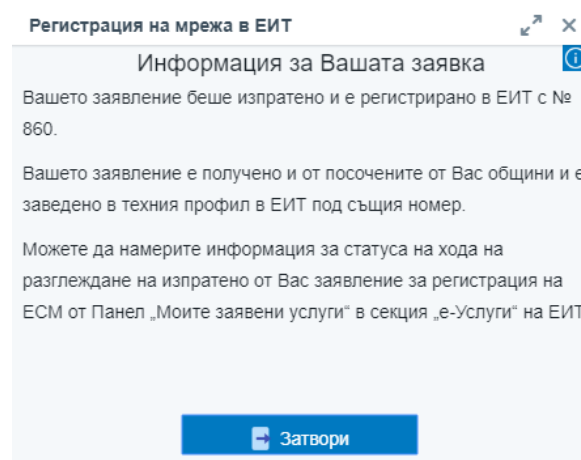 Регистрация на мрежа в ЕИТ
Информация за Вашата заявка
Вашето заявление беше изпратено и е регистрирано в ЕИТ с №
860.
Вашето заявление е получено и от посочените от Вас общини и е
заведено в техния профил в ЕИТ под същия номер.
Можете да намерите информация за статуса на хода на
разглеждане на изпратено от Вас заявление за регистрация на
ЕСМ от Панел „Моите заявени услуги“ в секция „е-Услуги“ на ЕИТ
Затвори